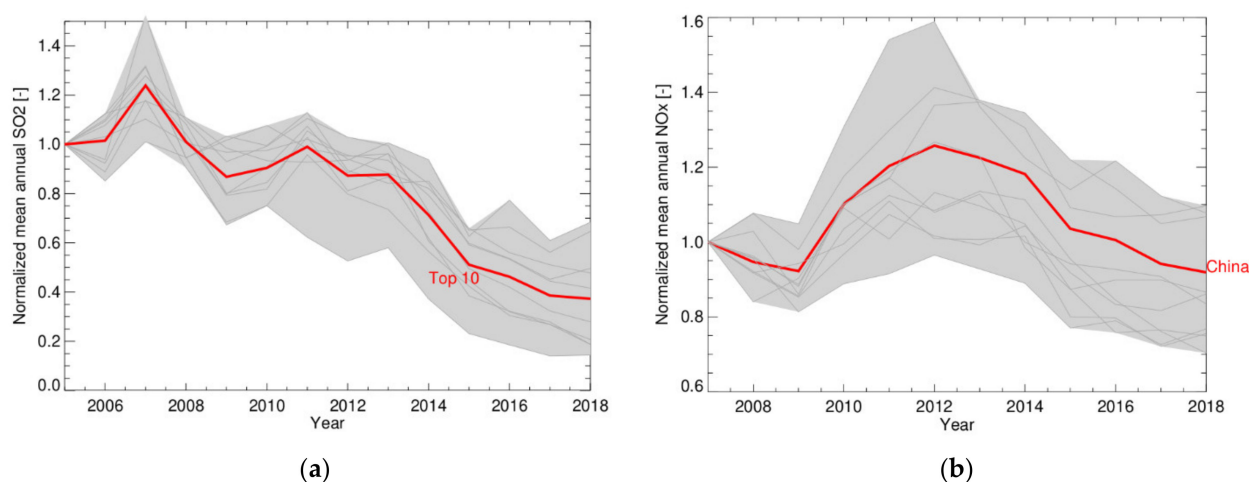 Normalized mean annual SO2 [-]
1.4
1.2
1.0
0.8
0.6
0.4
0.2
0.0
Top 10
2006 2008 2010 2012 2014 2016 2018
Year
(a)
Normalized mean annual NOx [-]
1.6
1.4
1.2
1.0
0.8
0.6
China
2008 2010 2012 2014 2016 2018
Year
(b)